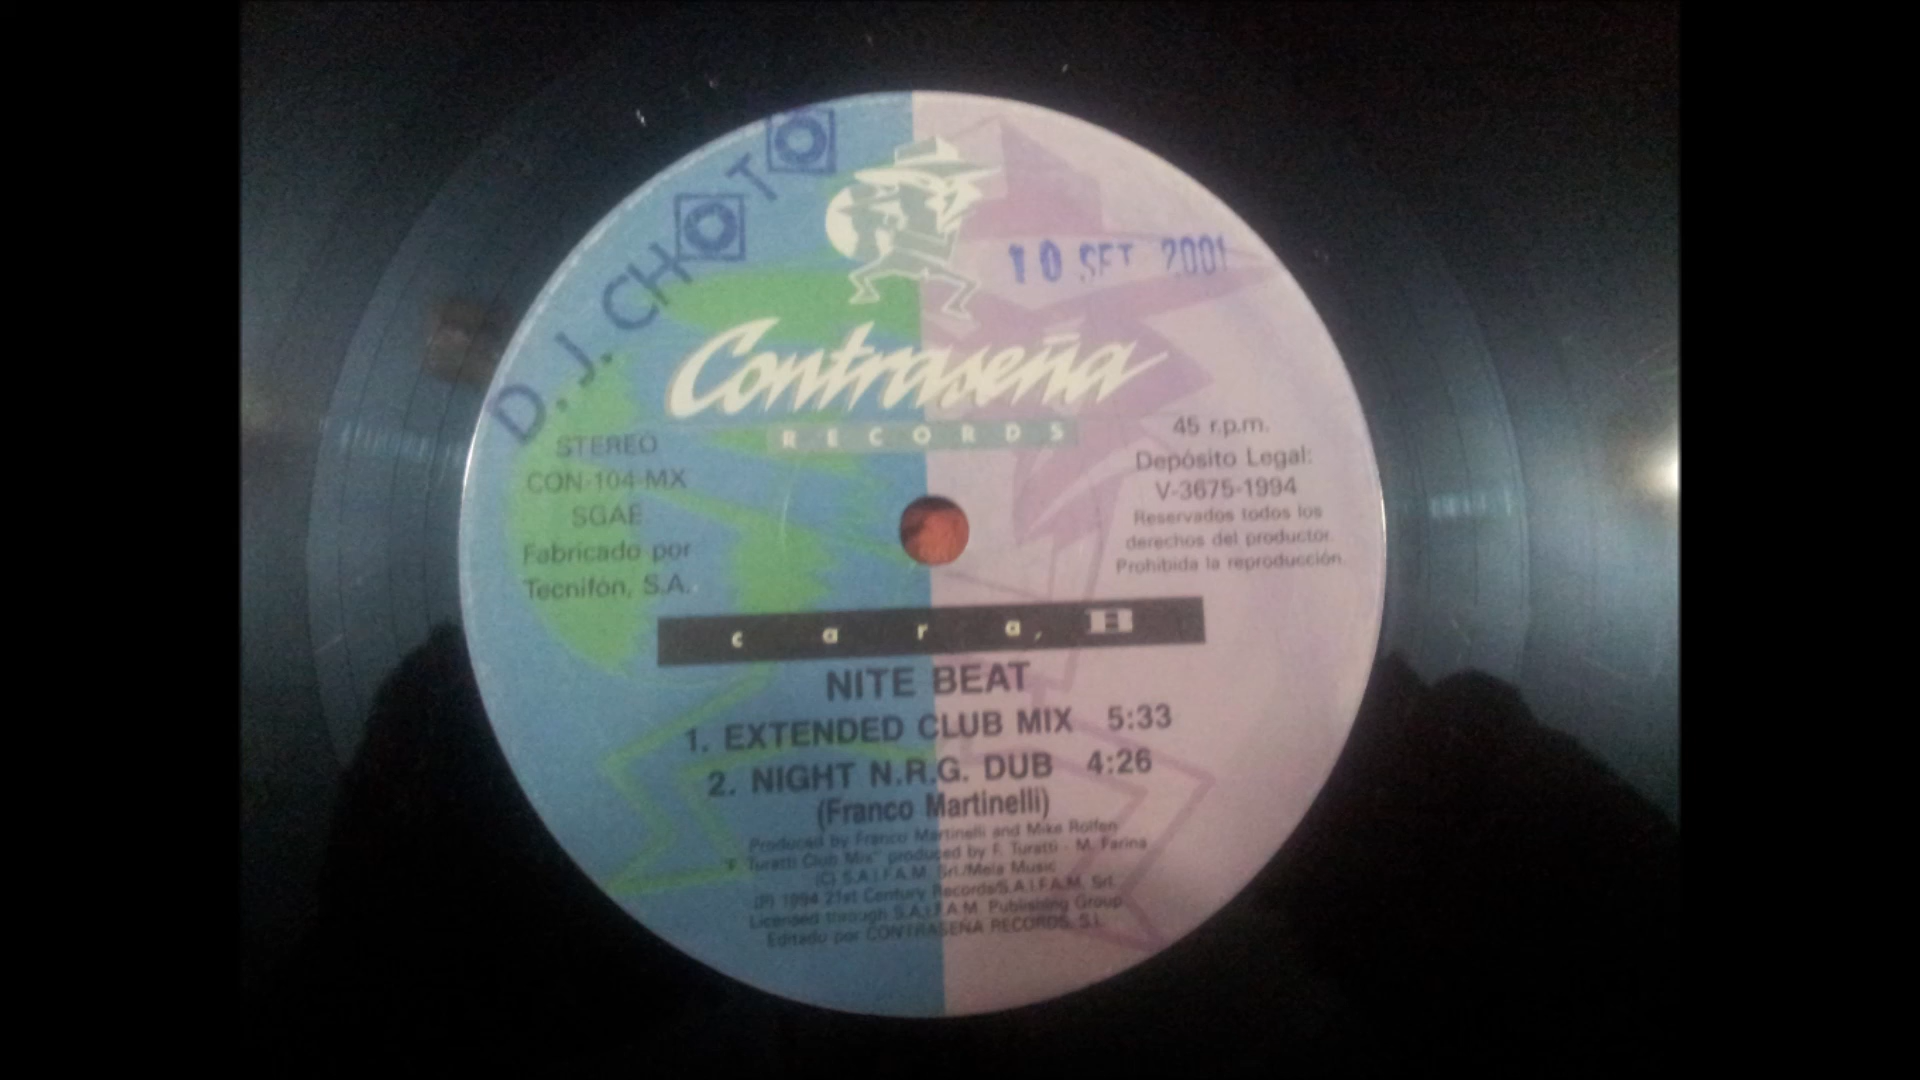 D.J. CHOTO
10 SET 2001
Contraseña
RECORDS
STEREO
CON-104-MX
SGAE
Fabricado por
Tecnifón, S.A.
45 r.p.m.
Depósito Legal:
V-3675-1994
Reservados todos los
derechos del productor.
Prohibida la reproducción.
cara, B
NITE BEAT
1. EXTENDED CLUB MIX 5:33
2. NIGHT N.R.G. DUB 4:26
(Franco Martinelli)
Produced by Franco Martinelli and Mike Rolfen
"F. Turatti Club Mix" produced by F. Turatti - M. Farina
(C) S.A.I.F.A.M. Srl./Mela Music
(P) 1994 21st Century Records/S.A.I.F.A.M. Srl.
Licensed through S.A.I.F.A.M. Publishing Group
Editado por CONTRASEÑA RECORDS, S.L.